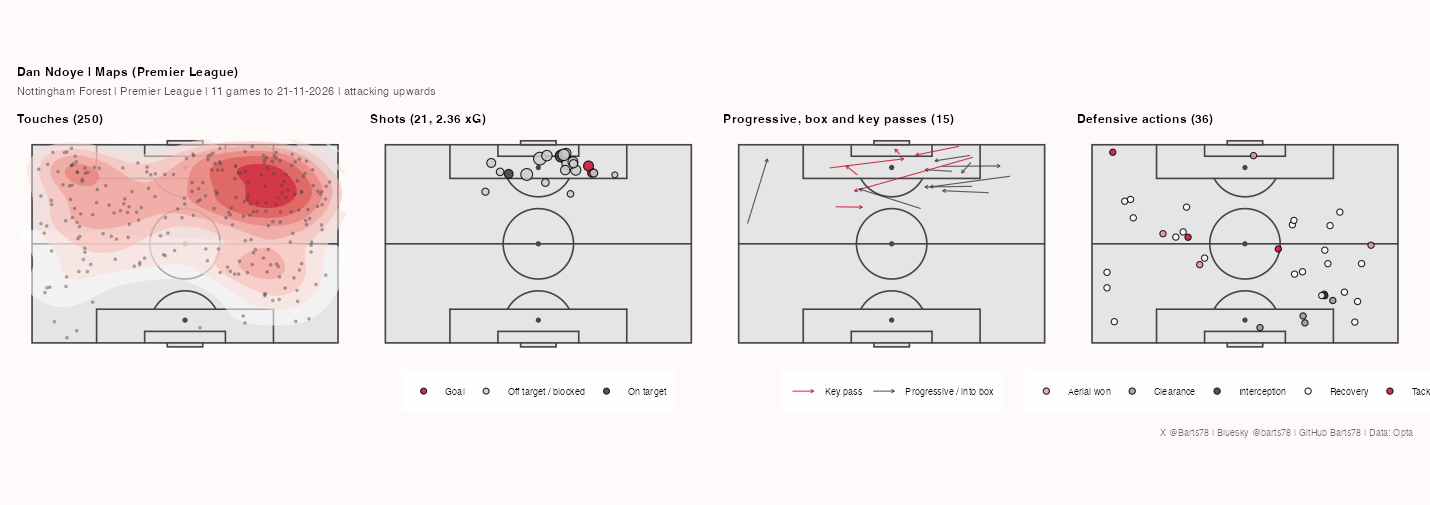 Dan Ndoye | Maps (Premier League)
Nottingham Forest | Premier League | 11 games to 21-11-2026 | attacking upwards
Touches (250)
Shots (21, 2.36 xG)
Progressive, box and key passes (15)
Defensive actions (36)
Goal
Off target / blocked
On target
Key pass
Progressive / into box
Aerial won
Clearance
Interception
Recovery
Tack
X @Barts78 | Bluesky @barts78 | GitHub Barts78 | Data: Opta